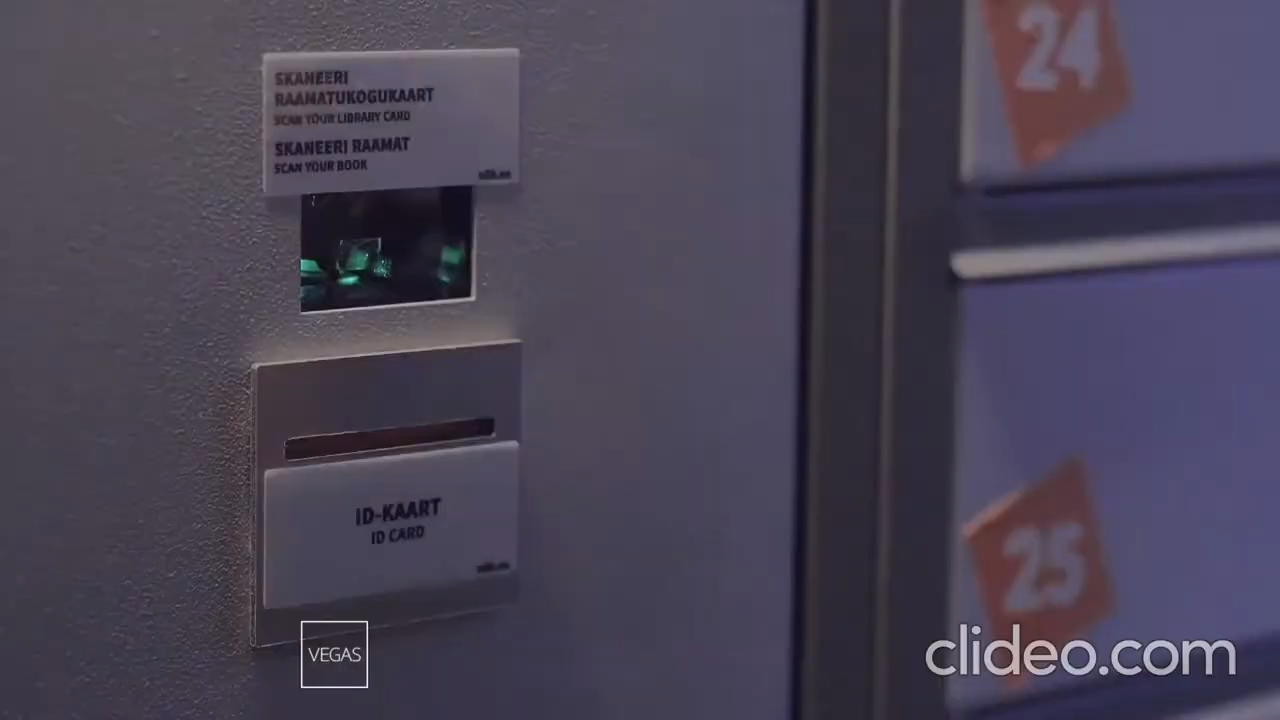 SKANEERI
RAAMATUKOGUKAART
SCAN YOUR LIBRARY CARD
SKANEERI RAAMAT
SCAN YOUR BOOK
ID-KAART
ID CARD
24
25
VEGAS
clideo.com